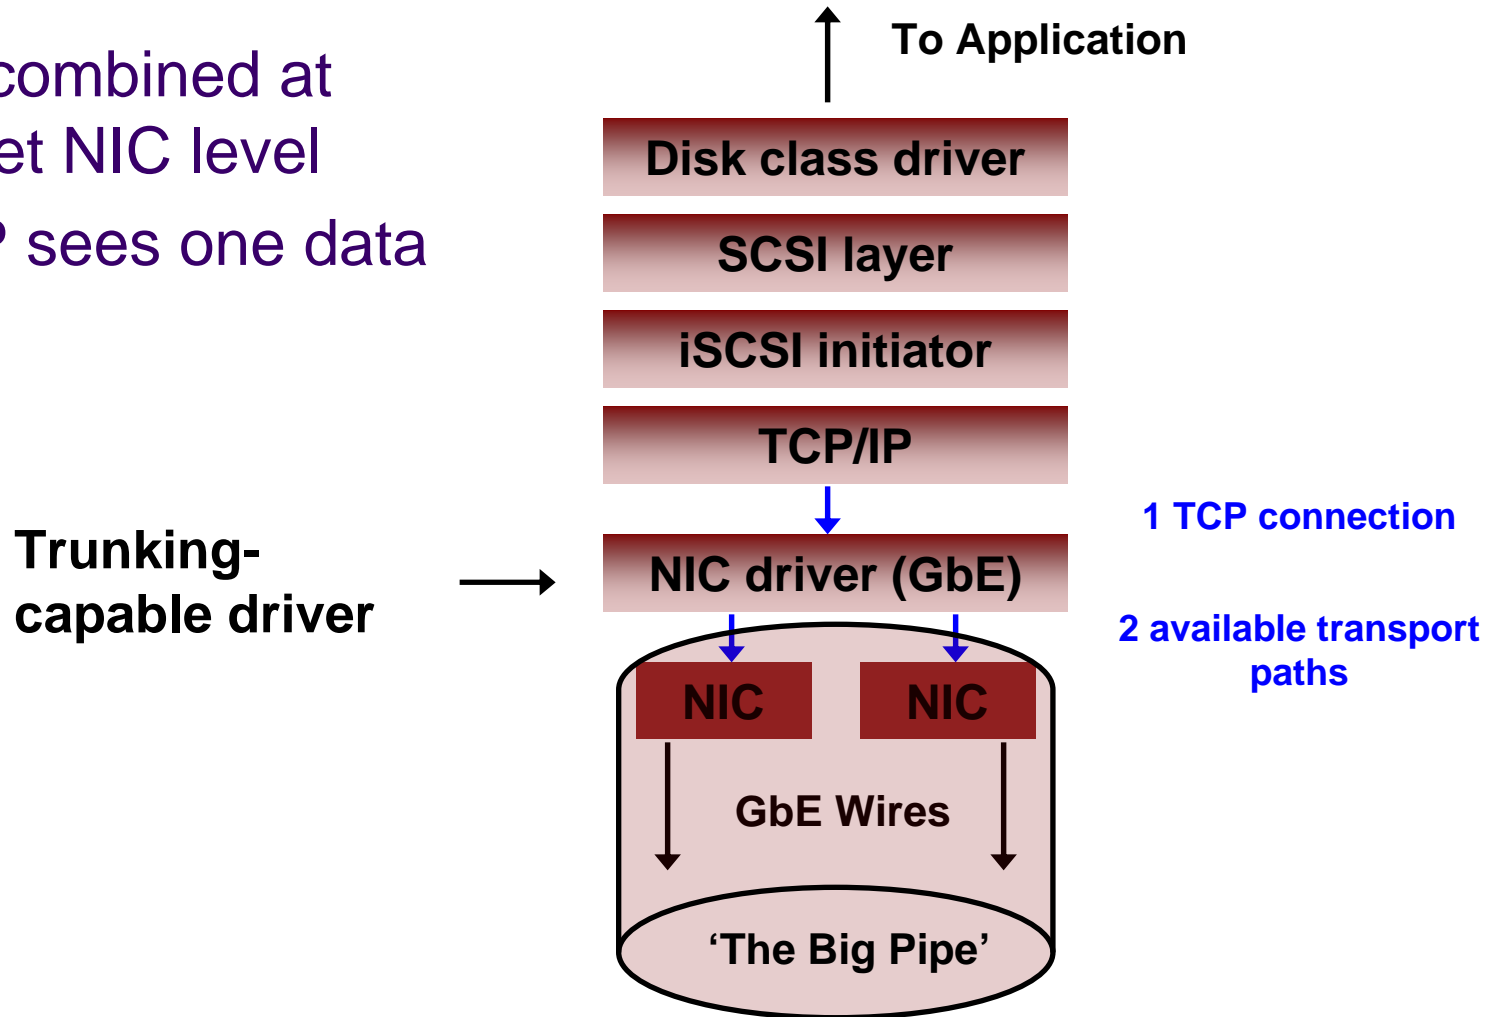 combined at
et NIC level
P sees one data
To Application
Disk class driver
SCSI layer
iSCSI initiator
TCP/IP
1 TCP connection
Trunking-
capable driver
NIC driver (GbE)
2 available transport
paths
NIC NIC
GbE Wires
‘The Big Pipe’